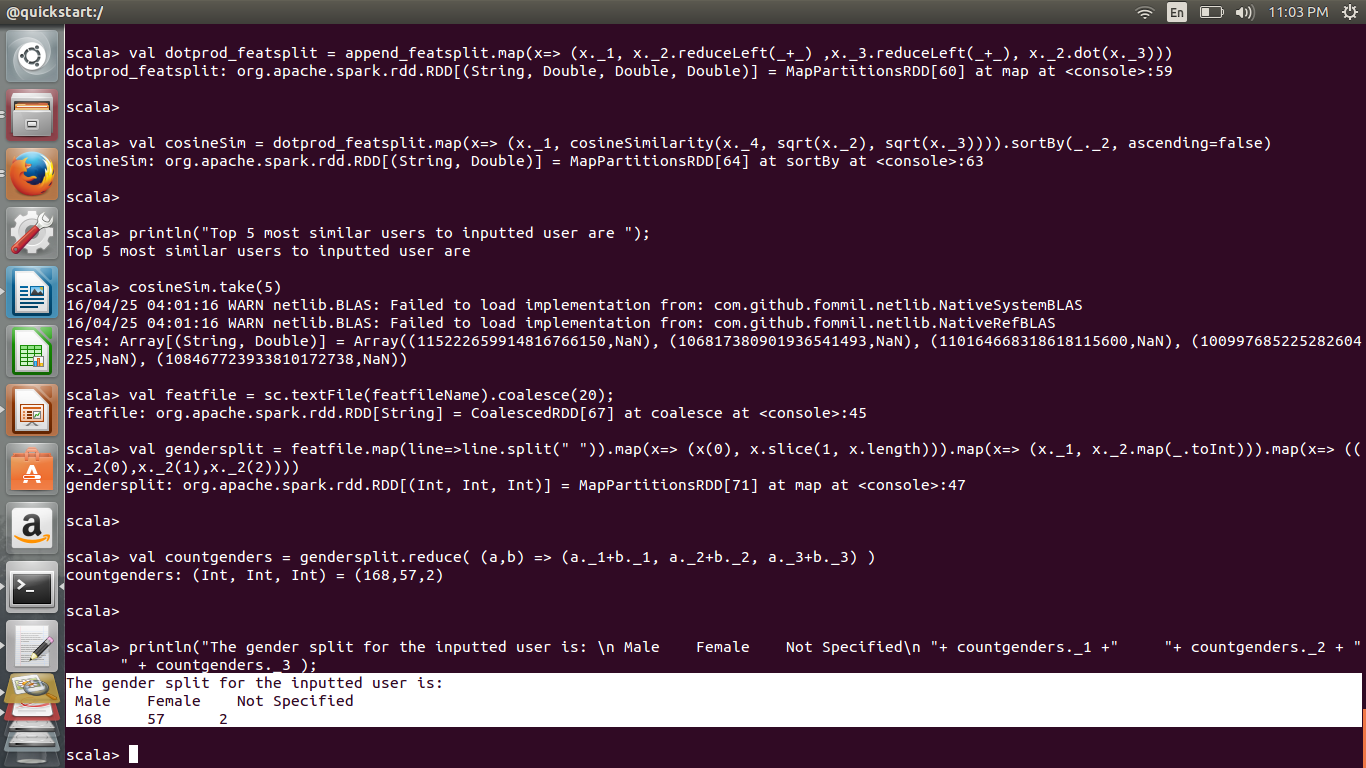 @quickstart:/
En
11:03 PM
scala> val dotprod_featsplit = append_featsplit.map(x=> (x._1, x._2.reduceLeft(_+_) ,x._3.reduceLeft(_+_), x._2.dot(x._3)))
dotprod_featsplit: org.apache.spark.rdd.RDD[(String, Double, Double, Double)] = MapPartitionsRDD[60] at map at <console>:59
scala>
scala> val cosineSim = dotprod_featsplit.map(x=> (x._1, cosineSimilarity(x._4, sqrt(x._2), sqrt(x._3)))).sortBy(_._2, ascending=false)
cosineSim: org.apache.spark.rdd.RDD[(String, Double)] = MapPartitionsRDD[64] at sortBy at <console>:63
scala>
scala> println("Top 5 most similar users to inputted user are ");
Top 5 most similar users to inputted user are
scala> cosineSim.take(5)
16/04/25 04:01:16 WARN netlib.BLAS: Failed to load implementation from: com.github.fommil.netlib.NativeSystemBLAS
16/04/25 04:01:16 WARN netlib.BLAS: Failed to load implementation from: com.github.fommil.netlib.NativeRefBLAS
res4: Array[(String, Double)] = Array((115222659914816766150,NaN), (106817380901936541493,NaN), (110164668318618115600,NaN), (100997685225282604
225,NaN), (108467723933810172738,NaN))
scala> val featfile = sc.textFile(featfileName).coalesce(20);
featfile: org.apache.spark.rdd.RDD[String] = CoalescedRDD[67] at coalesce at <console>:45
scala> val gendersplit = featfile.map(line=>line.split(" ")).map(x=> (x(0), x.slice(1, x.length))).map(x=> (x._1, x._2.map(_.toInt))).map(x=> ((
x._2(0),x._2(1),x._2(2))))
gendersplit: org.apache.spark.rdd.RDD[(Int, Int, Int)] = MapPartitionsRDD[71] at map at <console>:47
scala>
scala> val countgenders = gendersplit.reduce( (a,b) => (a._1+b._1, a._2+b._2, a._3+b._3) )
countgenders: (Int, Int, Int) = (168,57,2)
scala>
scala> println("The gender split for the inputted user is: \n Male    Female    Not Specified\n "+ countgenders._1 +"     "+ countgenders._2 + "
      " + countgenders._3 );
The gender split for the inputted user is:
 Male    Female    Not Specified
 168     57      2
scala>